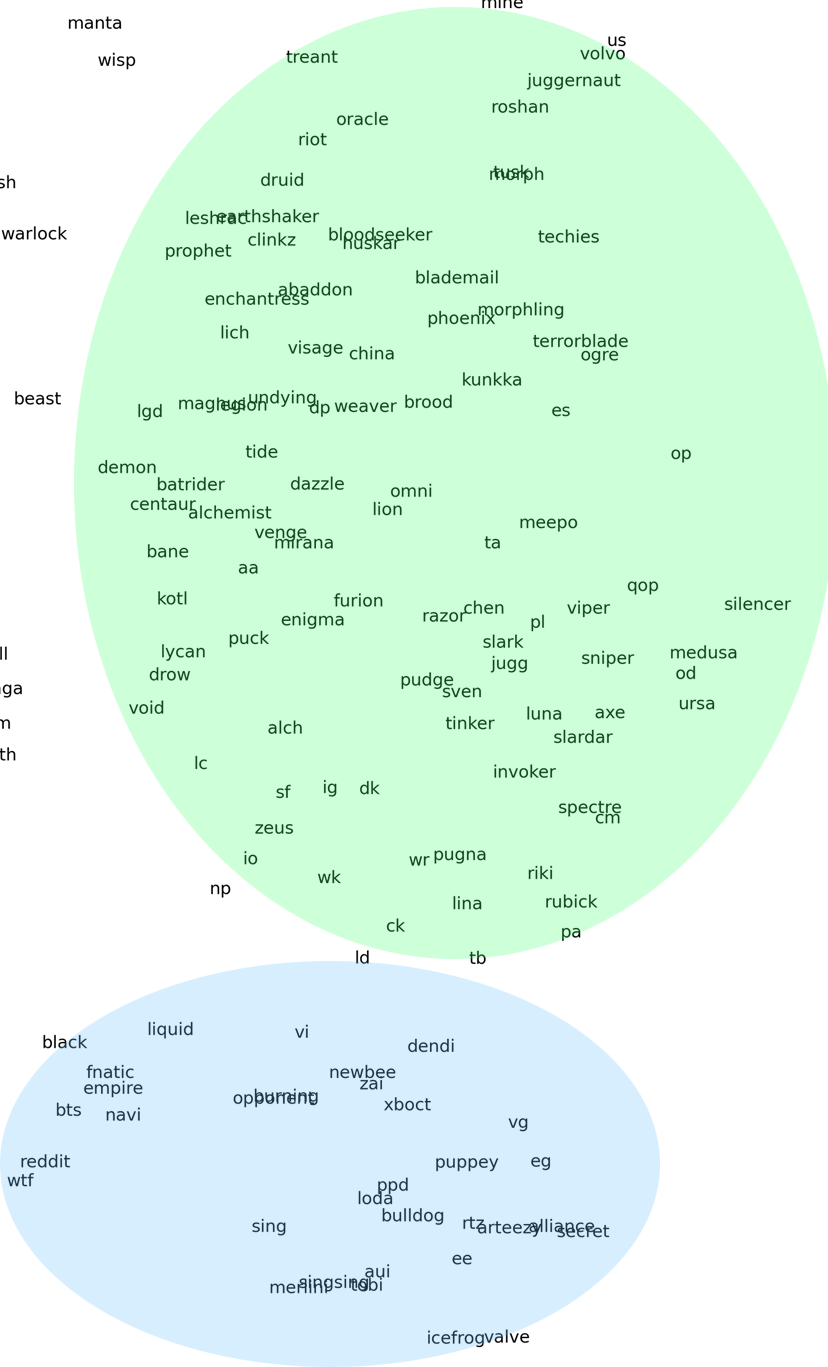 mine
manta
us
volvo
treant
wisp
juggernaut
roshan
oracle
riot
tusk
morph
druid
sh
earthshaker
leshrac
warlock
bloodseeker
techies
clinkz
huskar
prophet
blademail
abaddon
enchantress
morphling
phoenix
lich
terrorblade
visage
china
ogre
kunkka
beast
undying
brood
magnus
legion
dp
weaver
lgd
es
tide
op
demon
batrider
dazzle
omni
centaur
lion
alchemist
meepo
venge
mirana
ta
bane
aa
qop
kotl
furion
silencer
chen
viper
razor
enigma
pl
puck
slark
lycan
ll
medusa
sniper
jugg
drow
od
pudge
aga
sven
ursa
void
luna
axe
m
tinker
alch
slardar
th
lc
invoker
ig
dk
sf
spectre
cm
zeus
pugna
io
wr
riki
wk
np
lina
rubick
ck
pa
ld
tb
liquid
vi
black
dendi
fnatic
newbee
zai
empire
burning
opponent
xboct
bts
navi
vg
reddit
puppey
eg
wtf
ppd
loda
bulldog
rtz
sing
arteezy
alliance
secret
ee
aui
singsing
tobi
merlini
icefrog
valve